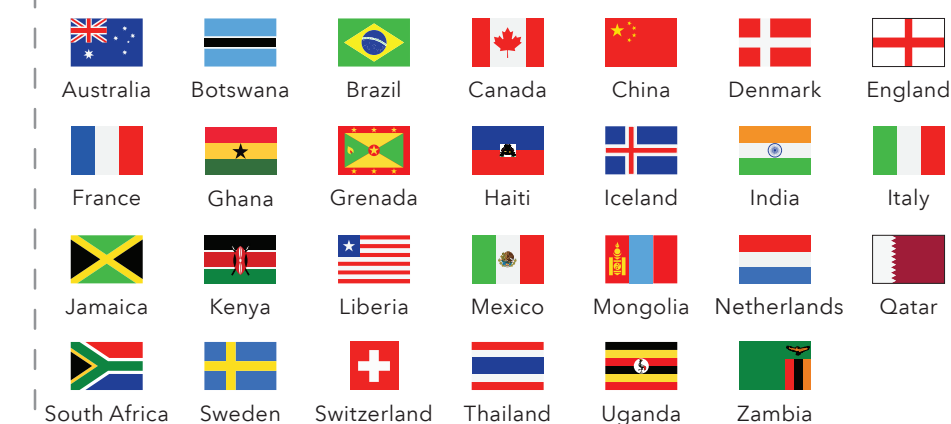 Australia Botswana Brazil Canada China Denmark England
France Ghana Grenada Haiti Iceland India Italy
Jamaica Kenya Liberia Mexico Mongolia Netherlands Qatar
South Africa Sweden Switzerland Thailand Uganda Zambia